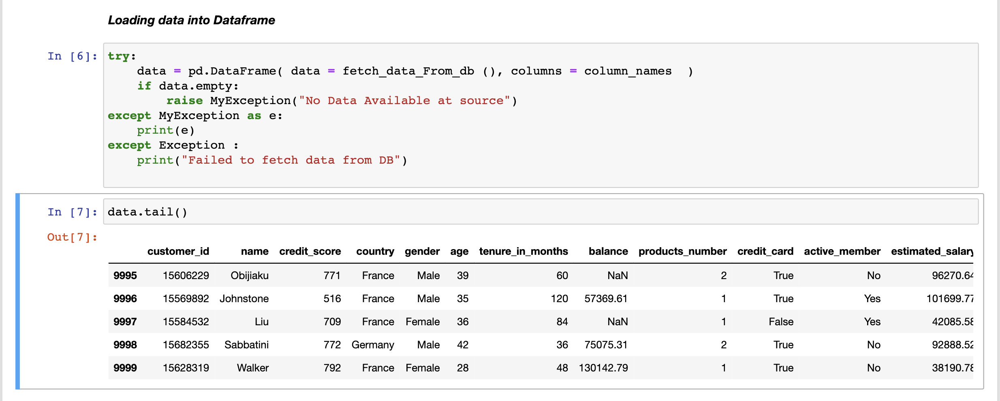 Loading data into Dataframe
In [6]:
try:
    data = pd.DataFrame( data = fetch_data_From_db (), columns = column_names  )
    if data.empty:
        raise MyException("No Data Available at source")
except MyException as e:
    print(e)
except Exception :
    print("Failed to fetch data from DB")
In [7]: data.tail()
Out[7]:
customer_id name credit_score country gender age tenure_in_months balance products_number credit_card active_member estimated_salary
9995 15606229 Obijiaku 771 France Male 39 60 NaN 2 True No 96270.64
9996 15569892 Johnstone 516 France Male 35 120 57369.61 1 True Yes 101699.77
9997 15584532 Liu 709 France Female 36 84 NaN 1 False Yes 42085.58
9998 15682355 Sabbatini 772 Germany Male 42 36 75075.31 2 True No 92888.52
9999 15628319 Walker 792 France Female 28 48 130142.79 1 True No 38190.78